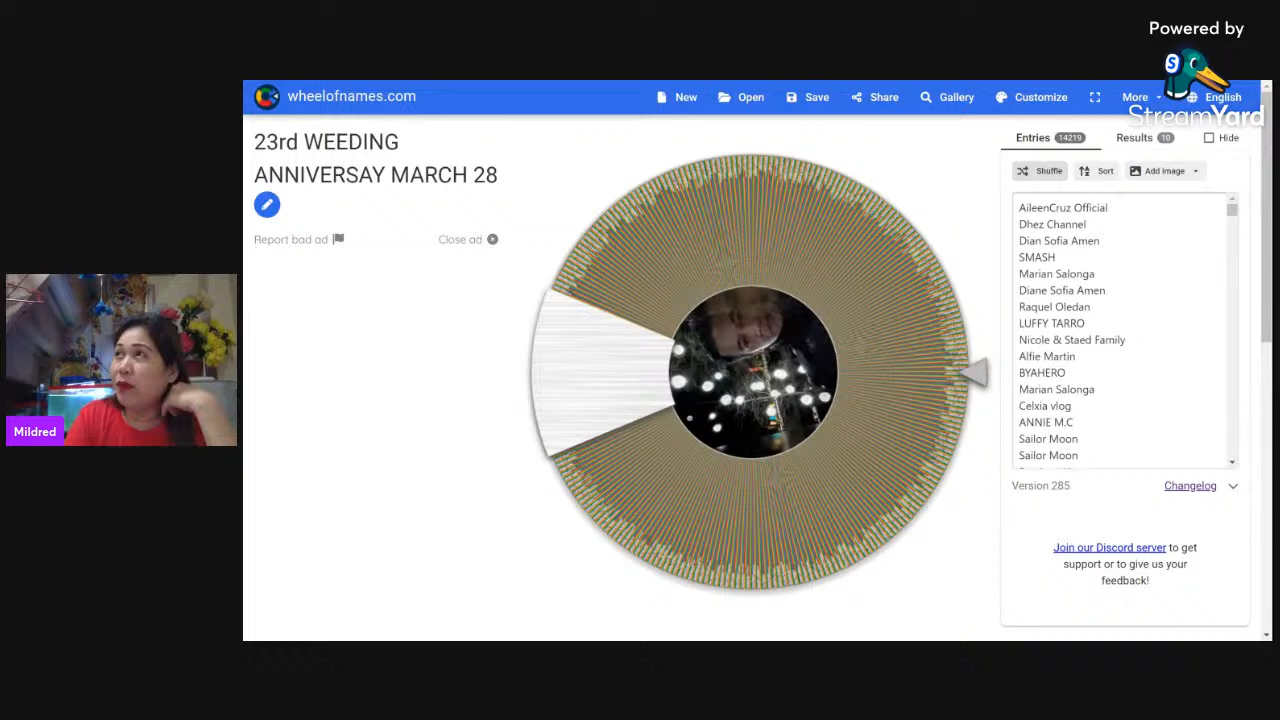 Powered by
StreamYard
wheelofnames.com
New
Open
Save
Share
Gallery
Customize
More
English
23rd WEEDING
ANNIVERSAY MARCH 28
Report bad ad
Close ad
Entries 14219
Results 10
Hide
Shuffle
Sort
Add image
AileenCruz Official
Dhez Channel
Dian Sofia Amen
SMASH
Marian Salonga
Diane Sofia Amen
Raquel Oledan
LUFFY TARRO
Nicole & Staed Family
Alfie Martin
BYAHERO
Marian Salonga
Celxia vlog
ANNIE M.C
Sailor Moon
Sailor Moon
Version 285
Changelog
Join our Discord server to get
support or to give us your
feedback!
Mildred